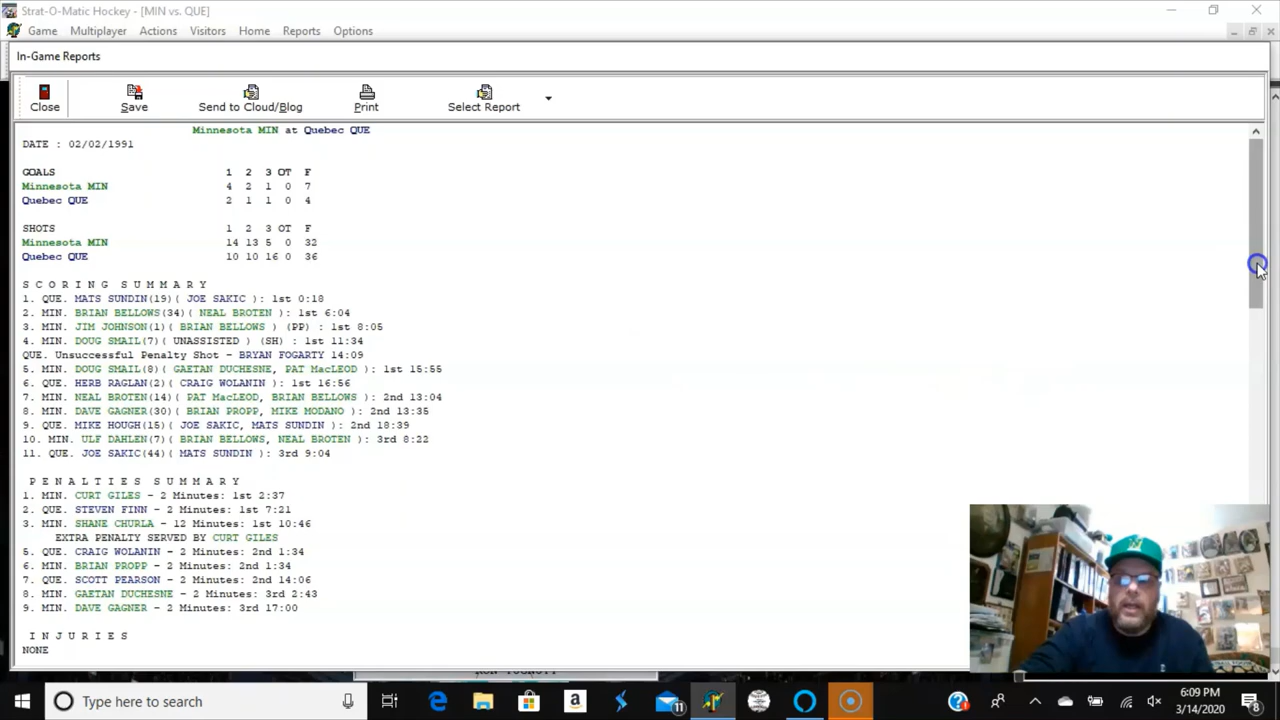 Strat-O-Matic Hockey - [MIN vs. QUE]
Game Multiplayer Actions Visitors Home Reports Options
In-Game Reports
Close Save Send to Cloud/Blog Print Select Report
Minnesota MIN at Quebec QUE
DATE : 02/02/1991
GOALS 1 2 3 OT F
Minnesota MIN 4 2 1 0 7
Quebec QUE 2 1 1 0 4
SHOTS 1 2 3 OT F
Minnesota MIN 14 13 5 0 32
Quebec QUE 10 10 16 0 36
S C O R I N G S U M M A R Y
1. QUE. MATS SUNDIN(19)( JOE SAKIC ): 1st 0:18
2. MIN. BRIAN BELLOWS(34)( NEAL BROTEN ): 1st 6:04
3. MIN. JIM JOHNSON(1)( BRIAN BELLOWS ) (PP) : 1st 8:05
4. MIN. DOUG SMAIL(7)( UNASSISTED ) (SH) : 1st 11:34
QUE. Unsuccessful Penalty Shot - BRYAN FOGARTY 14:09
5. MIN. DOUG SMAIL(8)( GAETAN DUCHESNE, PAT MacLEOD ): 1st 15:55
6. QUE. HERB RAGLAN(2)( CRAIG WOLANIN ): 1st 16:56
7. MIN. NEAL BROTEN(14)( PAT MacLEOD, BRIAN BELLOWS ): 2nd 13:04
8. MIN. DAVE GAGNER(30)( BRIAN PROPP, MIKE MODANO ): 2nd 13:35
9. QUE. MIKE HOUGH(15)( JOE SAKIC, MATS SUNDIN ): 2nd 18:39
10. MIN. ULF DAHLEN(7)( BRIAN BELLOWS, NEAL BROTEN ): 3rd 8:22
11. QUE. JOE SAKIC(44)( MATS SUNDIN ): 3rd 9:04
P E N A L T I E S S U M M A R Y
1. MIN. CURT GILES - 2 Minutes: 1st 2:37
2. QUE. STEVEN FINN - 2 Minutes: 1st 7:21
3. MIN. SHANE CHURLA - 12 Minutes: 1st 10:46
EXTRA PENALTY SERVED BY CURT GILES
5. QUE. CRAIG WOLANIN - 2 Minutes: 2nd 1:34
6. MIN. BRIAN PROPP - 2 Minutes: 2nd 1:34
7. QUE. SCOTT PEARSON - 2 Minutes: 2nd 14:06
8. MIN. GAETAN DUCHESNE - 2 Minutes: 3rd 2:43
9. MIN. DAVE GAGNER - 2 Minutes: 3rd 17:00
I N J U R I E S
NONE
Type here to search
11
6:09 PM
3/14/2020
8